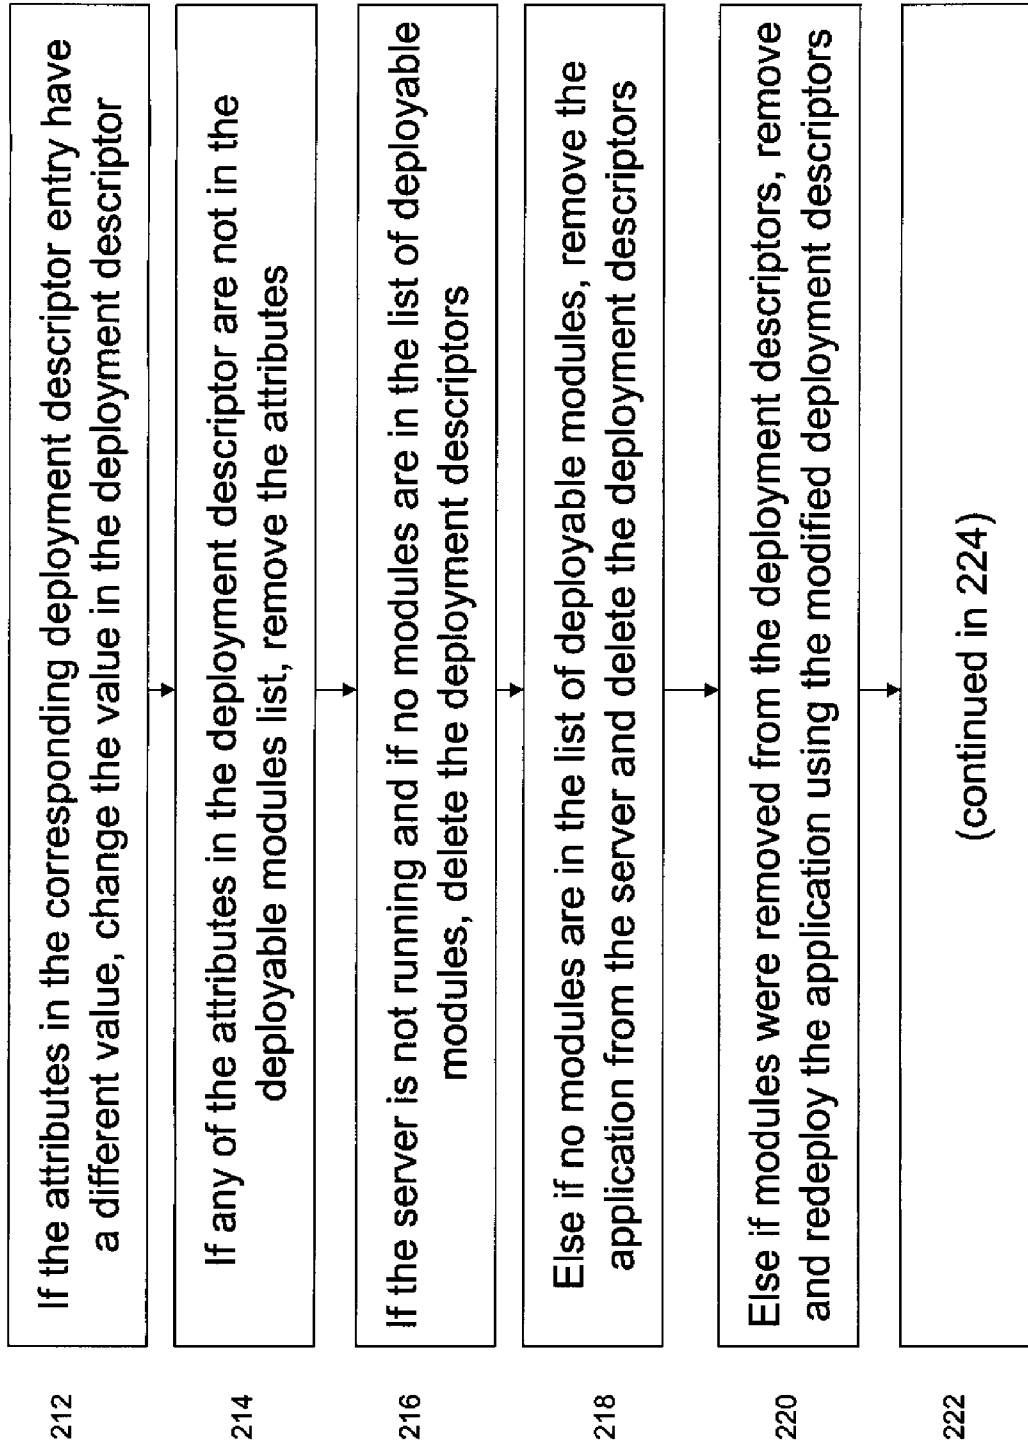 212
If the attributes in the corresponding deployment descriptor entry have
a different value, change the value in the deployment descriptor
214
If any of the attributes in the deployment descriptor are not in the
deployable modules list, remove the attributes
216
If the server is not running and if no modules are in the list of deployable
modules, delete the deployment descriptors
218
Else if no modules are in the list of deployable modules, remove the
application from the server and delete the deployment descriptors
220
Else if modules were removed from the deployment descriptors, remove
and redeploy the application using the modified deployment descriptors
222
(continued in 224)